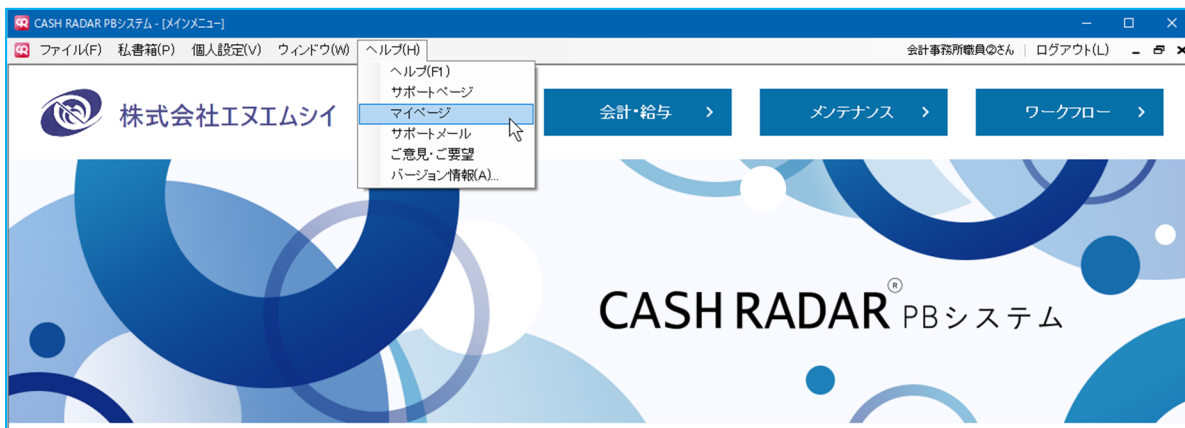 CASH RADAR PBシステム - [メインメニュー]
ファイル(F) 私書箱(P) 個人設定(V) ウィンドウ(W) ヘルプ(H) 会計事務所職員②さん ログアウト(L)
ヘルプ(F1)
サポートページ
マイページ
サポートメール
ご意見・ご要望
バージョン情報(A)...
株式会社エヌエムシイ
会計・給与 >
メンテナンス >
ワークフロー >
CASH RADAR® PBシステム